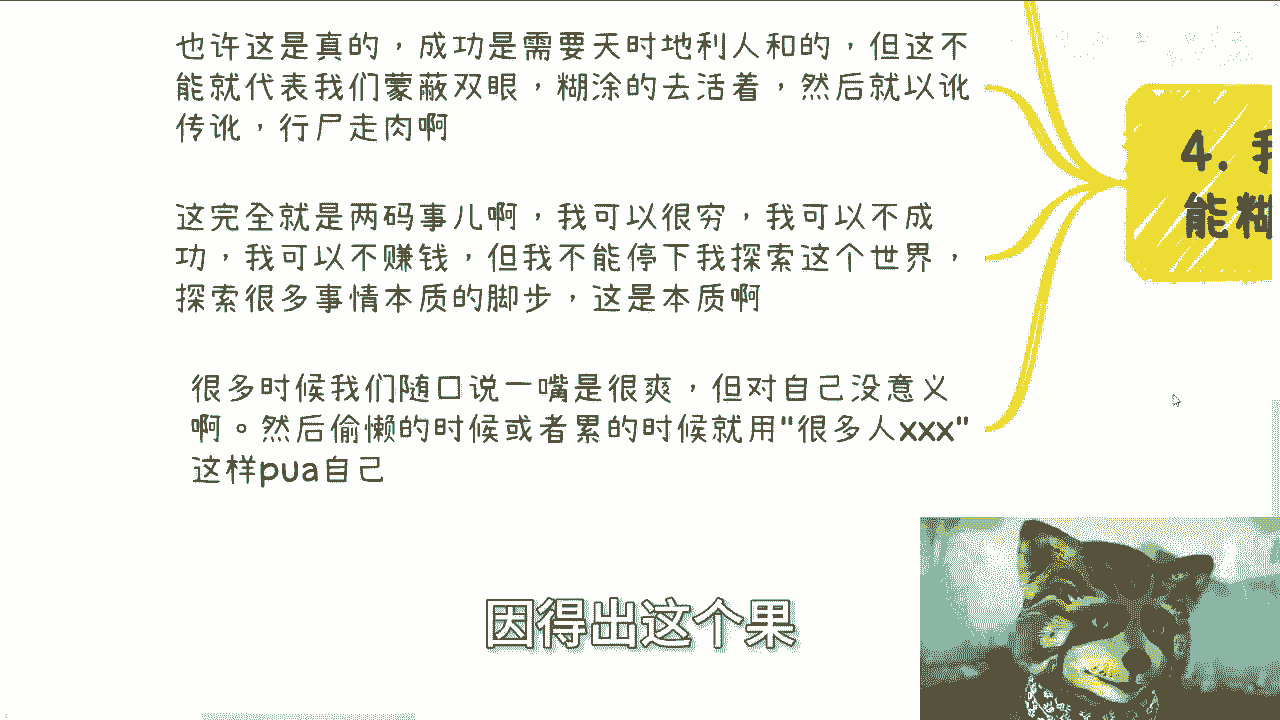 也许这是真的，成功是需要天时地利人和的，但这不
能就代表我们蒙蔽双眼，糊涂的去活着，然后就以讹
传讹，行尸走肉啊
这完全就是两码事儿啊，我可以很穷，我可以不成
功，我可以不赚钱，但我不能停下我探索这个世界，
探索很多事情本质的脚步，这是本质啊
很多时候我们随口说一嘴是很爽，但对自己没意义
啊。然后偷懒的时候或者累的时候就用"很多人xxx"
这样pua自己
4. 我
能糊
因得出这个果